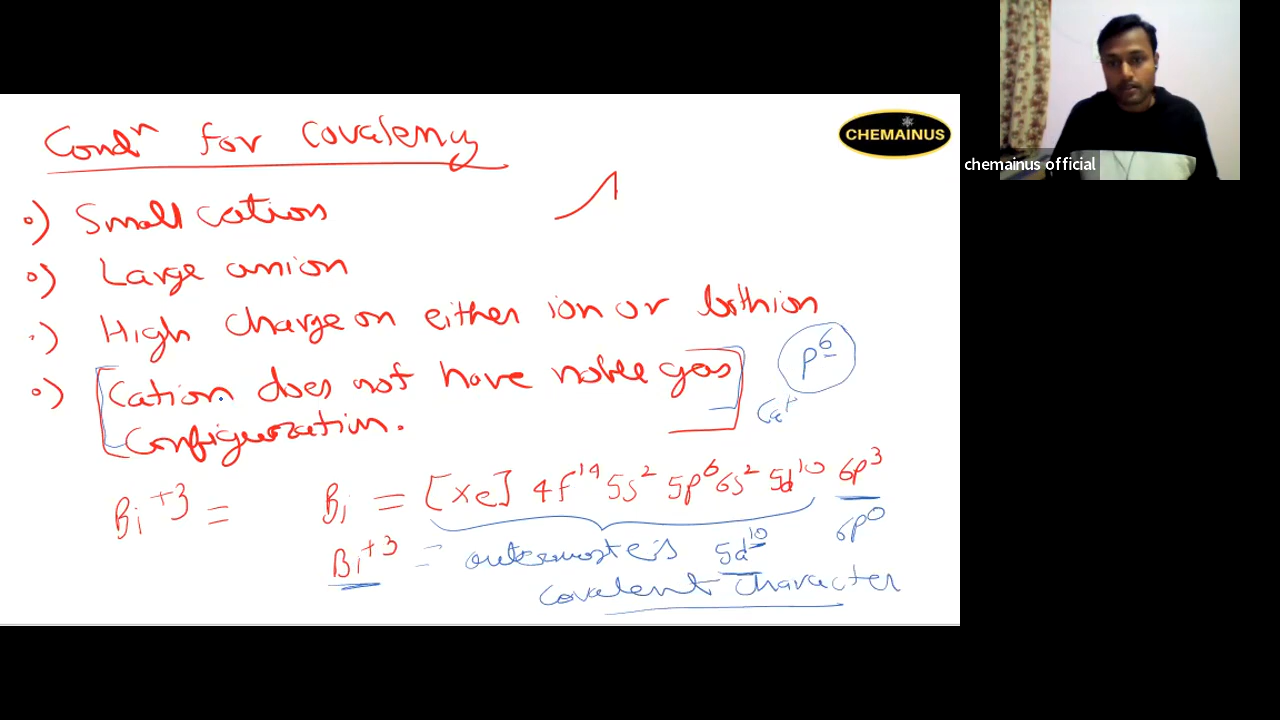 Condⁿ for Covalency
CHEMAINUS
chemainus official
o) Small cation
o) Large anion
o) High Charge on either ion or both ion
o) Cation does not have noble gas
Configuration.
p⁶
Bi⁺³ = Bi = [Xe] 4f¹⁴ 5s² 5p⁶ 6s² 5d¹⁰ 6p³
6p⁰
Bi⁺³ = outermost eis 5d¹⁰
covalent character